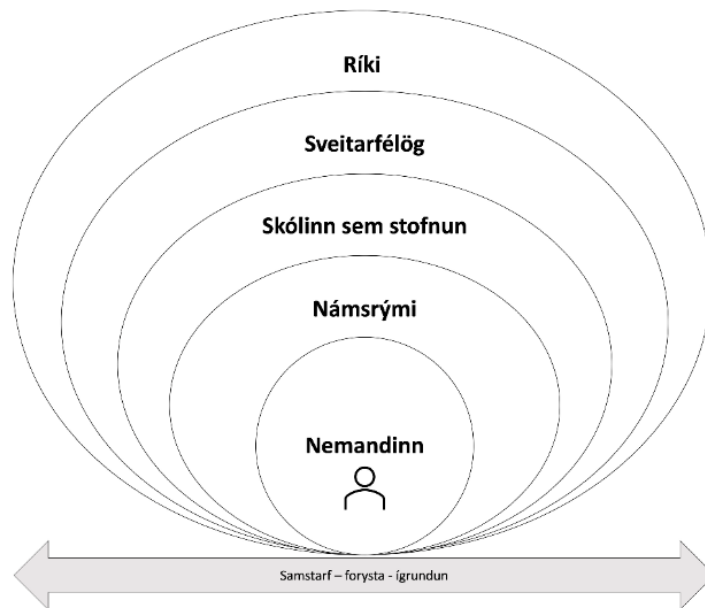 Ríki
Sveitarfélög
Skólinn sem stofnun
Námsrými
Nemandinn
Samstarf – forysta - ígrundun